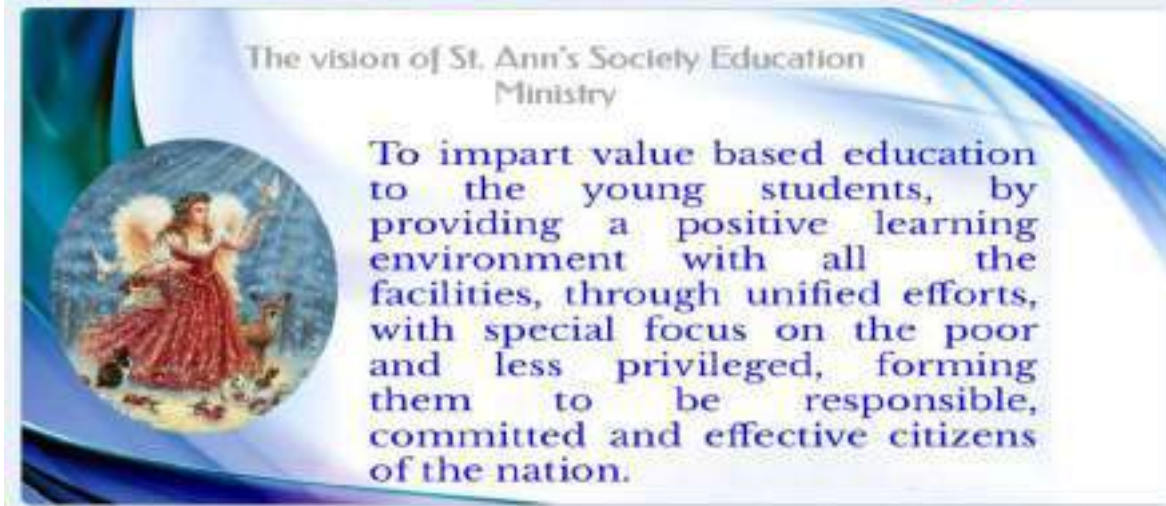 The vision of St. Ann's Society Education
Ministry
To impart value based education
to the young students, by
providing a positive learning
environment with all the
facilities, through unified efforts,
with special focus on the poor
and less privileged, forming
them to be responsible,
committed and effective citizens
of the nation.